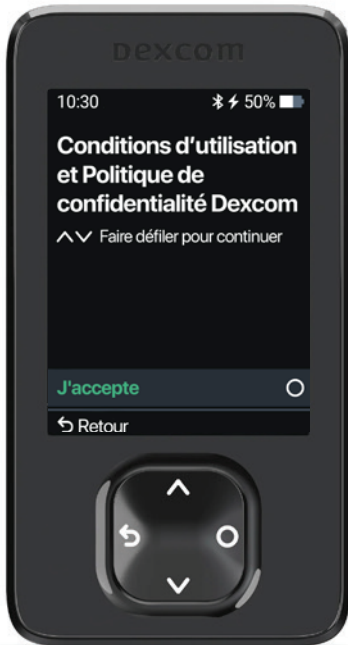 Dexcom
10:30 50%
Conditions d'utilisation
et Politique de
confidentialité Dexcom
Faire défiler pour continuer
J'accepte
Retour